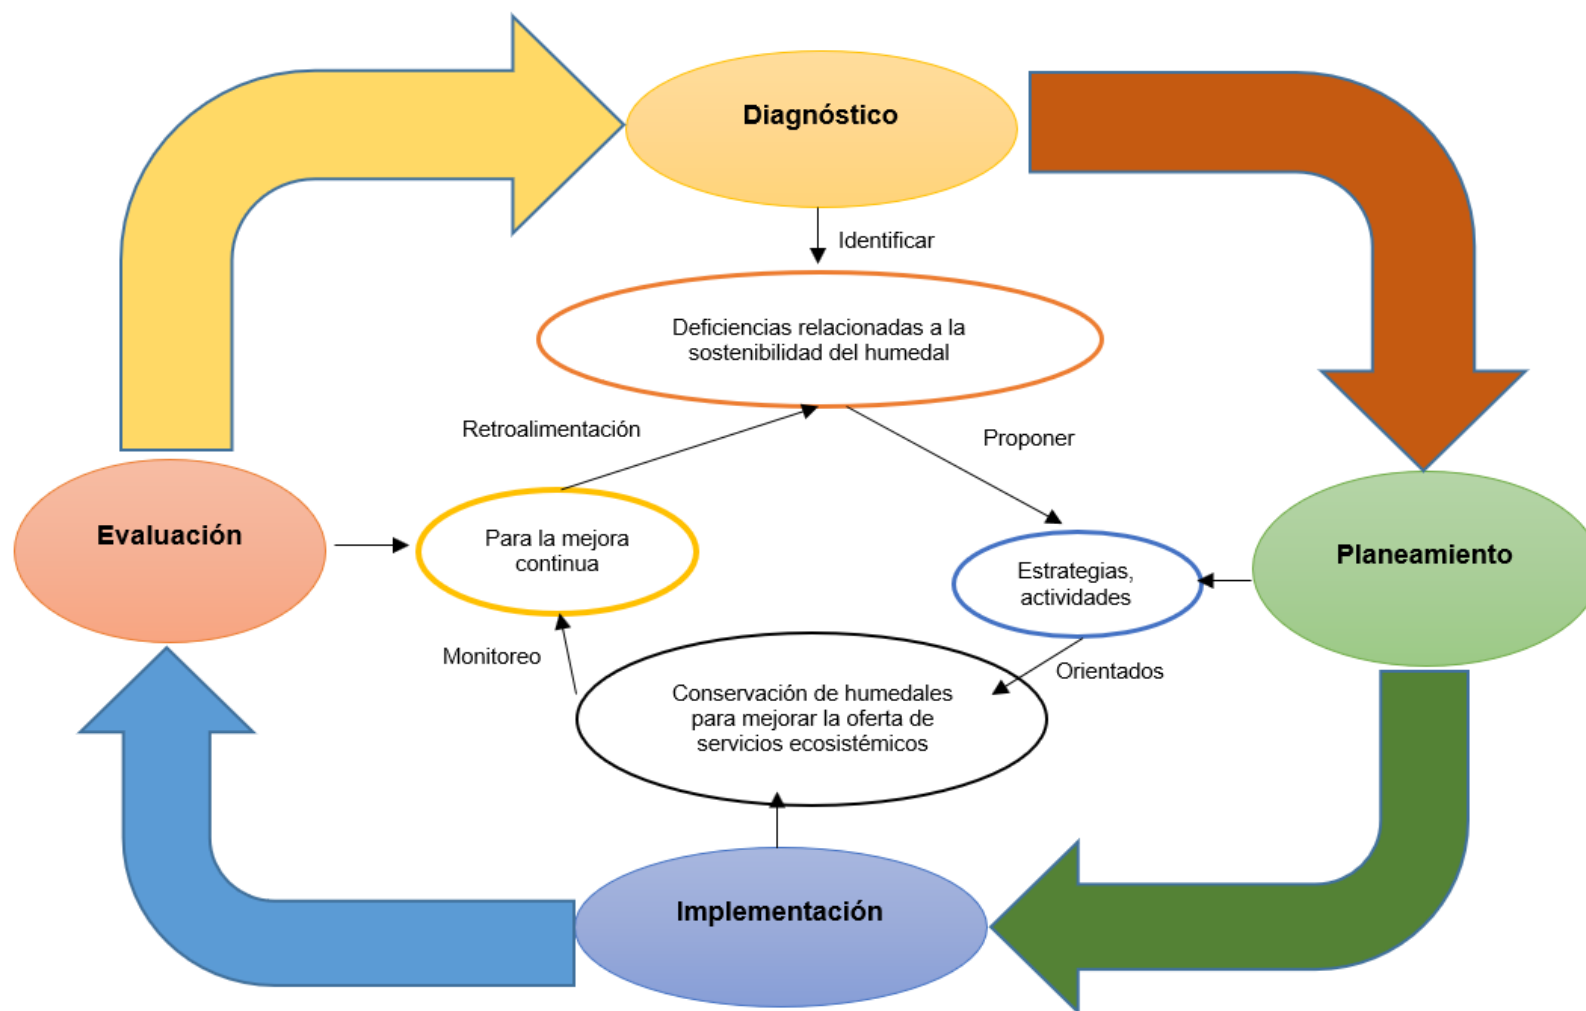 Diagnóstico
Identificar
Deficiencias relacionadas a la
sostenibilidad del humedal
Retroalimentación
Proponer
Evaluación
Para la mejora
continua
Estrategias,
actividades
Planeamiento
Monitoreo
Orientados
Conservación de humedales
para mejorar la oferta de
servicios ecosistémicos
Implementación